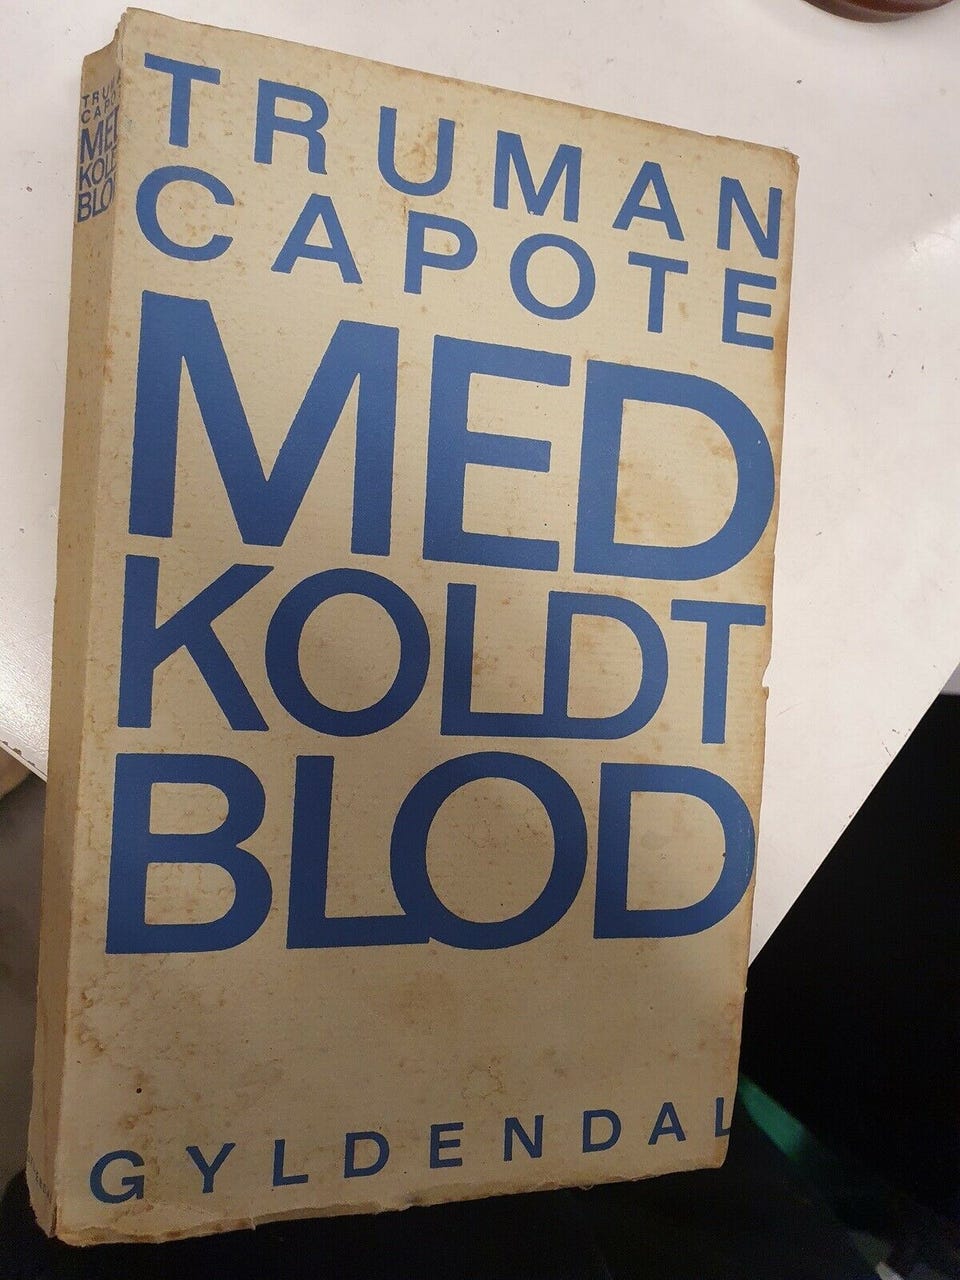 TRUMAN
CAPOTE
MED
KOLDT
BLOD
GYLDENDAL